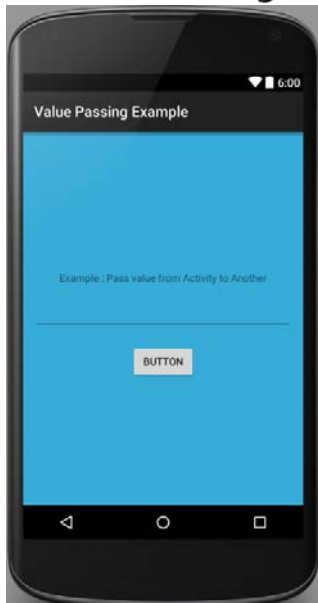 6:00
Value Passing Example
Example : Pass value from Activity to Another
BUTTON